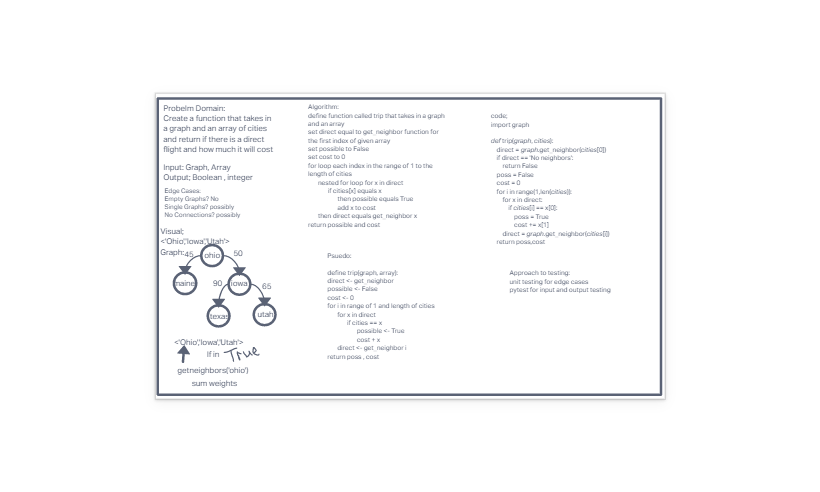 Probelm Domain:
Create a function that takes in
a graph and an array of cities
and return if there is a direct
flight and how much it will cost
Input: Graph, Array
Output; Boolean , integer
Edge Cases:
Empty Graphs? No
Single Graphs? possibly
No Connections? possibly
Visual;
<'Ohio','Iowa','Utah'>
Graph;
45
ohio
50
naine
90
iowa
65
texas
utah
<'Ohio','Iowa','Utah'>
If in True
getneighbors('ohio')
sum weights
Algorithm:
define function called trip that takes in a graph
and an array
set direct equal to get_neighbor function for
the first index of given array
set possible to False
set cost to 0
for loop each index in the range of 1 to the
length of cities
nested for loop for x in direct
if cities[x] equals x
then possible equals True
add x to cost
then direct equals get_neighbor x
return possible and cost
Psuedo:
define trip(graph, array):
direct <- get_neighbor
possible <- False
cost <- 0
for i in range of 1 and length of cities
for x in direct
if cities == x
possible <- True
cost + x
direct <- get_neighbor i
return poss , cost
code;
import graph
def trip(graph, cities):
direct = graph.get_neighbor(cities[0])
if direct == 'No neighbors':
return False
poss = False
cost = 0
for i in range(1,len(cities)):
for x in direct:
if cities[i] == x[0]:
poss = True
cost += x[1]
direct = graph.get_neighbor(cities[i])
return poss,cost
Approach to testing:
unit testing for edge cases
pytest for input and output testing